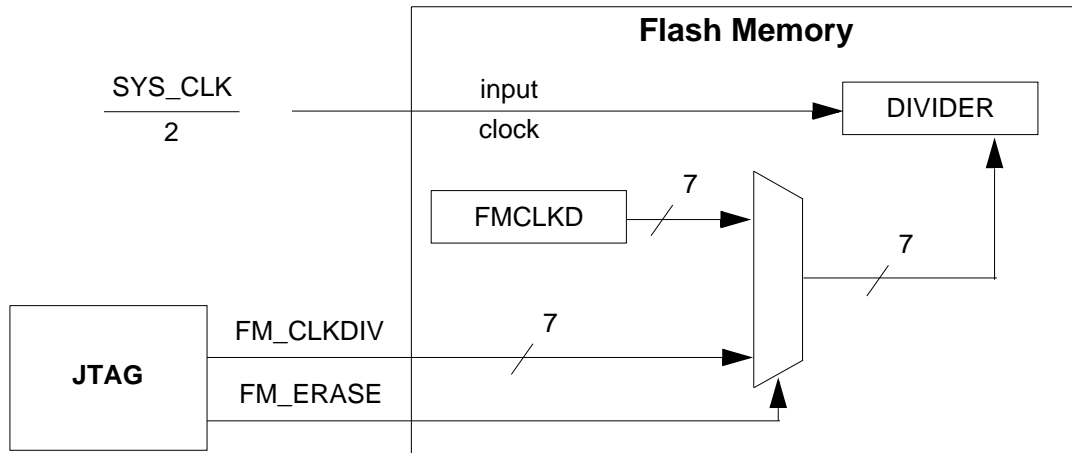 Flash Memory
SYS_CLK
2
input
clock
DIVIDER
7
FMCLKD
7
7
FM_CLKDIV
JTAG
FM_ERASE